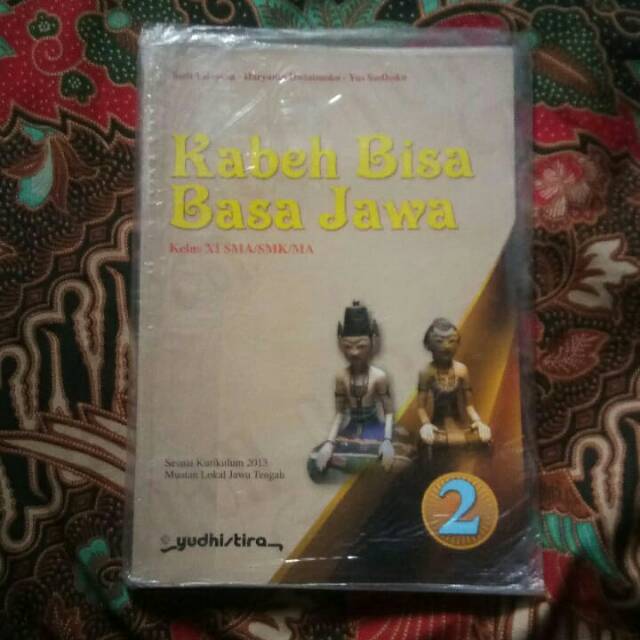 Kabeh Bisa
Basa Jawa
Kelas XI SMA/SMK/MA
Sesuai Kurikulum 2013
Muatan Lokal Jawa Tengah
yudhistira
2